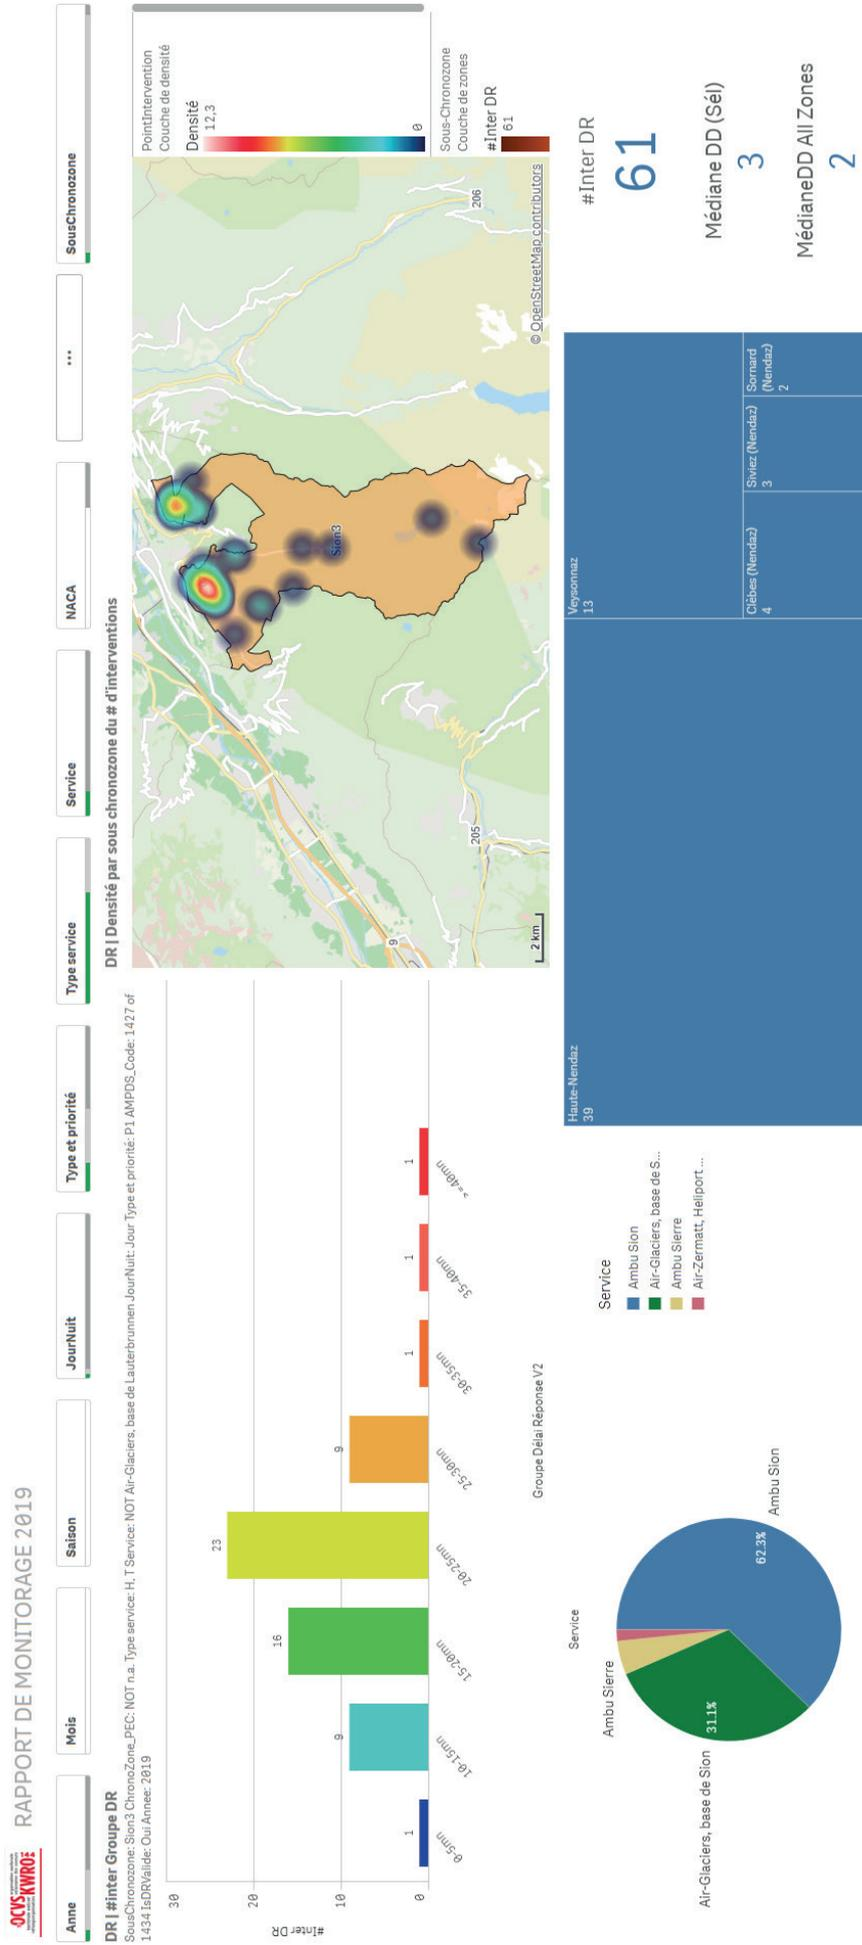 OCVS
KWRO
RAPPORT DE MONITORAGE 2019
Anne
Mois
Saison
JourNuit
Type et priorité
Type service
Service
NACA
•••
SousChronozone
DR | #inter Groupe DR
SousChronozone: Sion3 ChronoZone_PEC: NOT n.a. Type service: H, T Service: NOT Air-Glaciers, base de Lauterbrunnen JourNuit: Jour Type et priorité: P1 AMPDS_Code: 1427 of
1434 IsDRValide: Oui Annee: 2019
#Inter DR
30
20
10
0
1
9
16
23
9
1
1
1
0-5mn
10-15mn
15-20mn
20-25mn
25-30mn
30-35mn
35-40mn
>=40mn
Groupe Délai Réponse V2
DR | Densité par sous chronozone du # d'interventions
Sion3
9
205
206
2 km
© OpenStreetMap contributors
PointIntervention
Couche de densité
Densité
12,3
0
Sous-Chronozone
Couche de zones
#Inter DR
61
Service
Ambu Sierre
Air-Glaciers, base de Sion
31.1%
62.3%
Ambu Sion
Service
Ambu Sion
Air-Glaciers, base de S...
Ambu Sierre
Air-Zermatt, Heliport ...
Haute-Nendaz
39
Veysonnaz
13
Clèbes (Nendaz)
4
Siviez (Nendaz)
3
Sornard
(Nendaz)
2
#Inter DR
61
Médiane DD (Sél)
3
MédianeDD All Zones
2